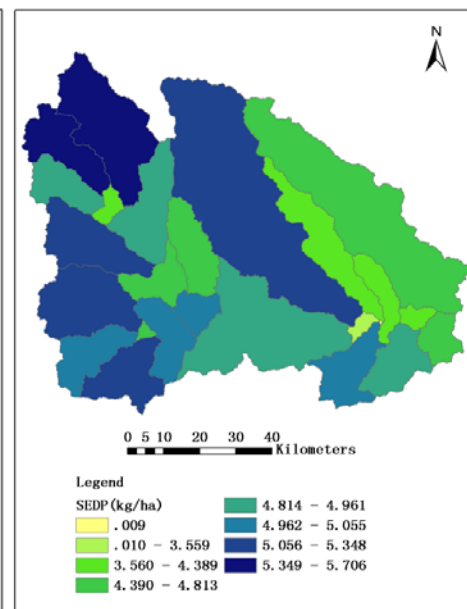 N
0 5 10 20 30 40
Kilometers
Legend
SEDP(kg/ha)
.009
.010 - 3.559
3.560 - 4.389
4.390 - 4.813
4.814 - 4.961
4.962 - 5.055
5.056 - 5.348
5.349 - 5.706